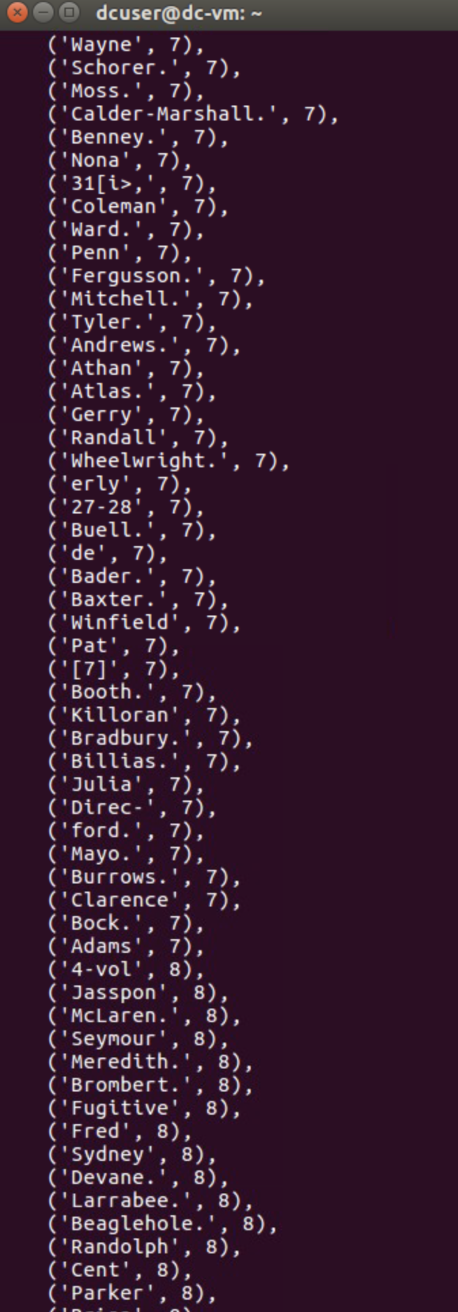 dcuser@dc-vm: ~
('Wayne', 7),
('Schorer.', 7),
('Moss.', 7),
('Calder-Marshall.', 7),
('Benney.', 7),
('Nona', 7),
('31[i>,', 7),
('Coleman', 7),
('Ward.', 7),
('Penn', 7),
('Fergusson.', 7),
('Mitchell.', 7),
('Tyler.', 7),
('Andrews.', 7),
('Athan', 7),
('Atlas.', 7),
('Gerry', 7),
('Randall', 7),
('Wheelwright.', 7),
('erly', 7),
('27-28', 7),
('Buell.', 7),
('de', 7),
('Bader.', 7),
('Baxter.', 7),
('Winfield', 7),
('Pat', 7),
('[7]', 7),
('Booth.', 7),
('Killoran', 7),
('Bradbury.', 7),
('Billias.', 7),
('Julia', 7),
('Direc-', 7),
('ford.', 7),
('Mayo.', 7),
('Burrows.', 7),
('Clarence', 7),
('Bock.', 7),
('Adams', 7),
('4-vol', 8),
('Jasspon', 8),
('McLaren.', 8),
('Seymour', 8),
('Meredith.', 8),
('Brombert.', 8),
('Fugitive', 8),
('Fred', 8),
('Sydney', 8),
('Devane.', 8),
('Larrabee.', 8),
('Beaglehole.', 8),
('Randolph', 8),
('Cent', 8),
('Parker', 8),